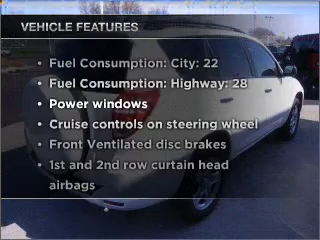 VEHICLE FEATURES
• Fuel Consumption: City: 22
• Fuel Consumption: Highway: 28
• Power windows
• Cruise controls on steering wheel
• Front Ventilated disc brakes
• 1st and 2nd row curtain head
airbags